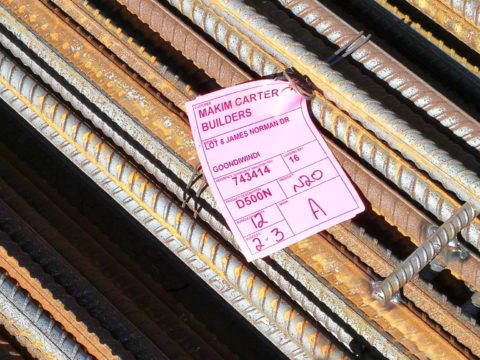 MAKIM CARTER
BUILDERS
LOT 6 JAMES NORMAN DR
GOONDIWINDI
743414
16
D500N
N20
12
A
2-3